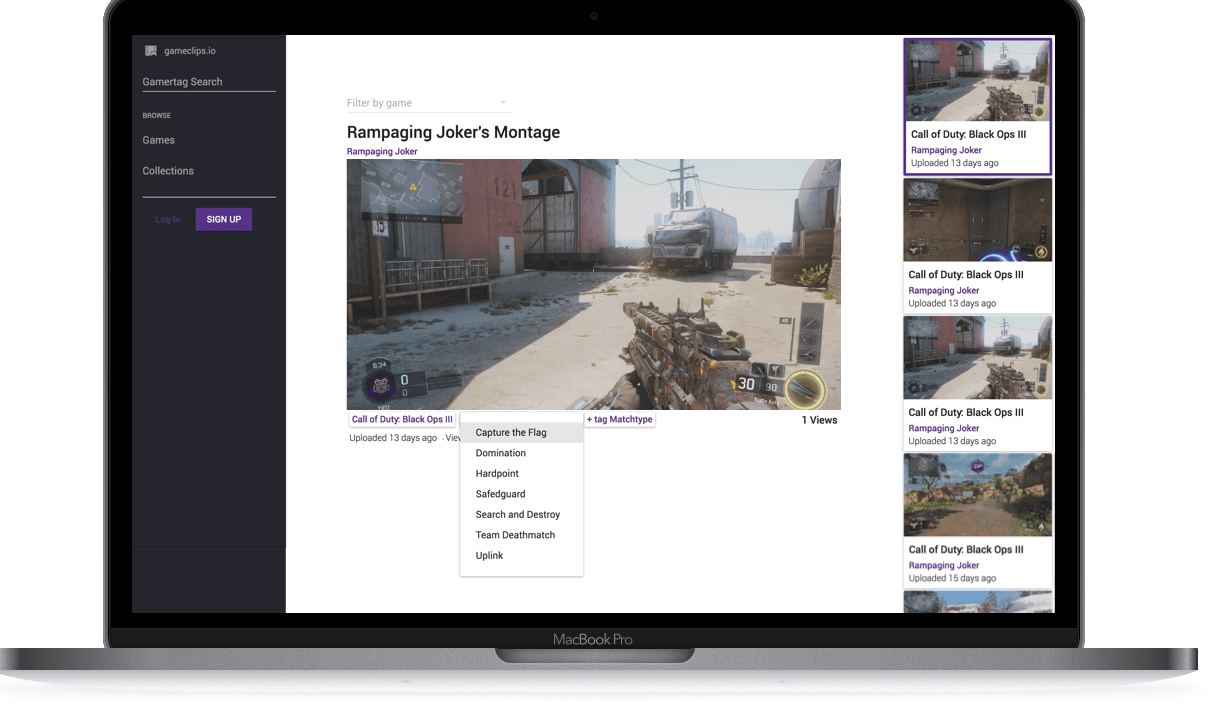 gameclips.io
Gamertag Search
BROWSE
Games
Collections
Log In
SIGN UP
Filter by game
Rampaging Joker's Montage
Rampaging Joker
121
15
6:34
0
0
30 90
Call of Duty: Black Ops III
+ tag Matchtype
1 Views
Uploaded 13 days ago
Capture the Flag
Domination
Hardpoint
Safedguard
Search and Destroy
Team Deathmatch
Uplink
Call of Duty: Black Ops III
Rampaging Joker
Uploaded 13 days ago
Call of Duty: Black Ops III
Rampaging Joker
Uploaded 13 days ago
Call of Duty: Black Ops III
Rampaging Joker
Uploaded 13 days ago
Call of Duty: Black Ops III
Rampaging Joker
Uploaded 15 days ago
MacBook Pro